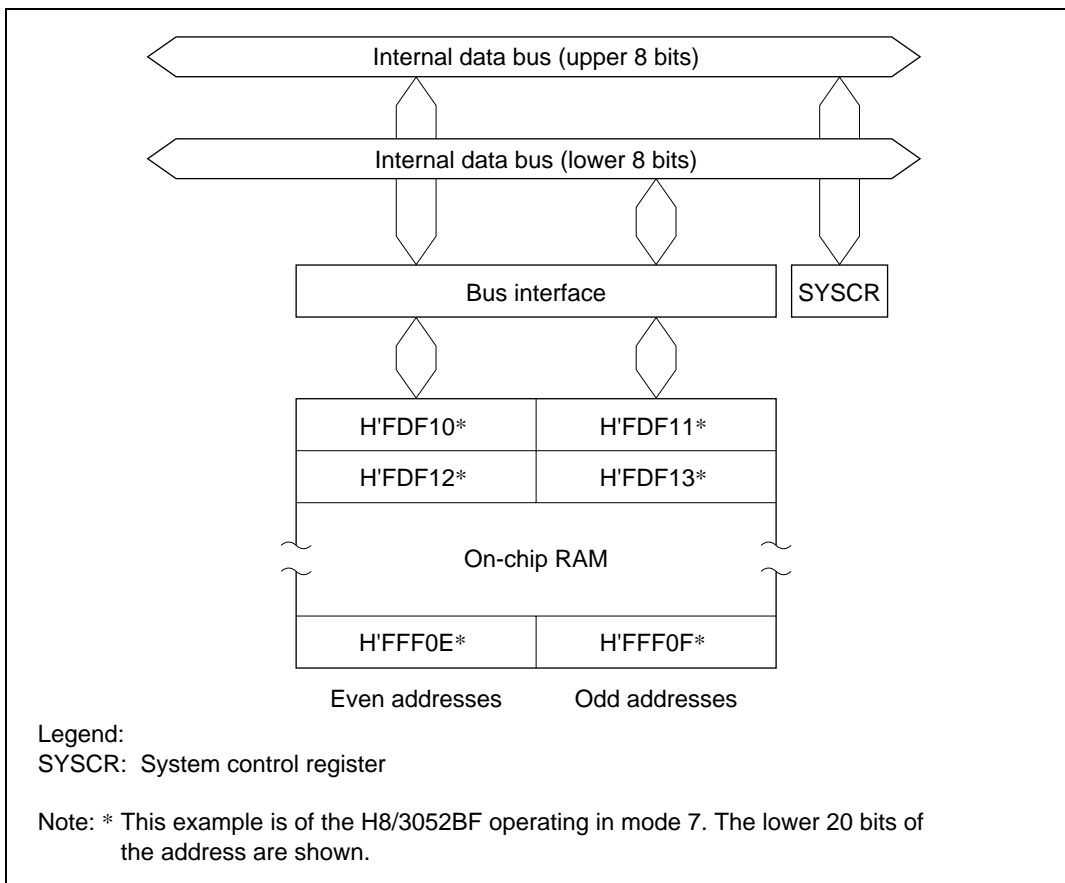 Internal data bus (upper 8 bits)
Internal data bus (lower 8 bits)
Bus interface
SYSCR
H'FDF10*
H'FDF11*
H'FDF12*
H'FDF13*
On-chip RAM
H'FFF0E*
H'FFF0F*
Even addresses
Odd addresses
Legend:
SYSCR: System control register
Note: * This example is of the H8/3052BF operating in mode 7. The lower 20 bits of
the address are shown.